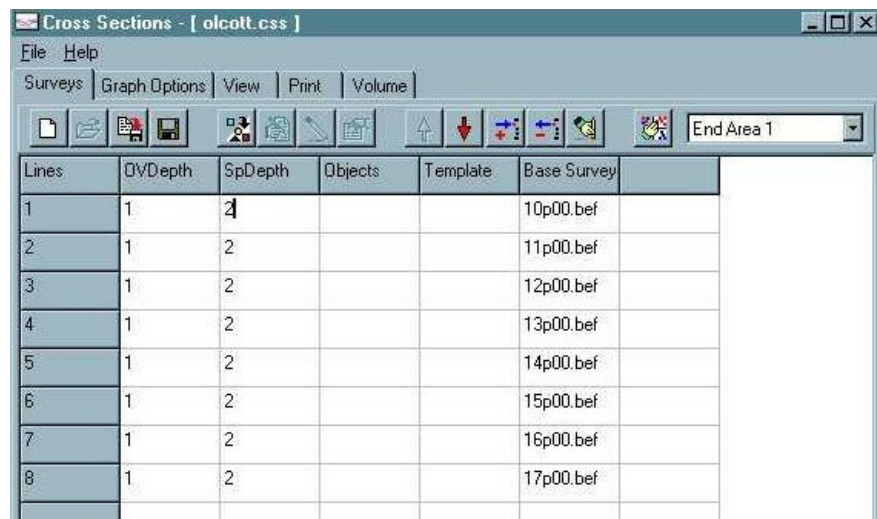 Cross Sections - [ olcott.css ]
File Help
Surveys Graph Options View Print Volume
End Area 1
Lines OVDepth SpDepth Objects Template Base Survey
1 1 2 10p00.bef
2 1 2 11p00.bef
3 1 2 12p00.bef
4 1 2 13p00.bef
5 1 2 14p00.bef
6 1 2 15p00.bef
7 1 2 16p00.bef
8 1 2 17p00.bef